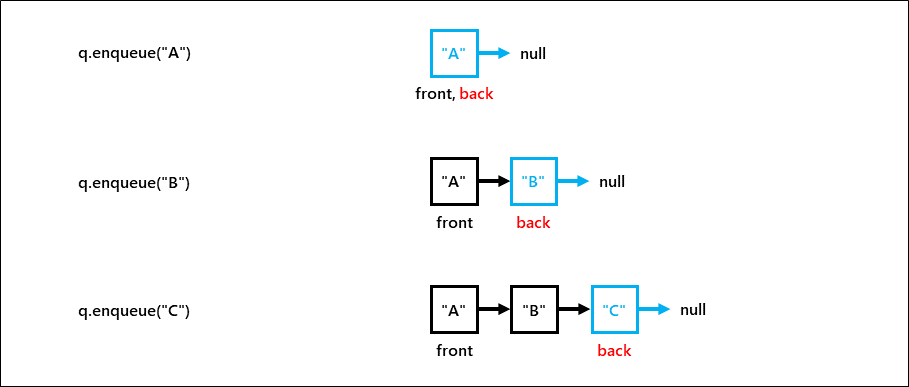 q.enqueue("A") "A" null
front, back
q.enqueue("B") "A" "B" null
front back
q.enqueue("C") "A" "B" "C" null
front back